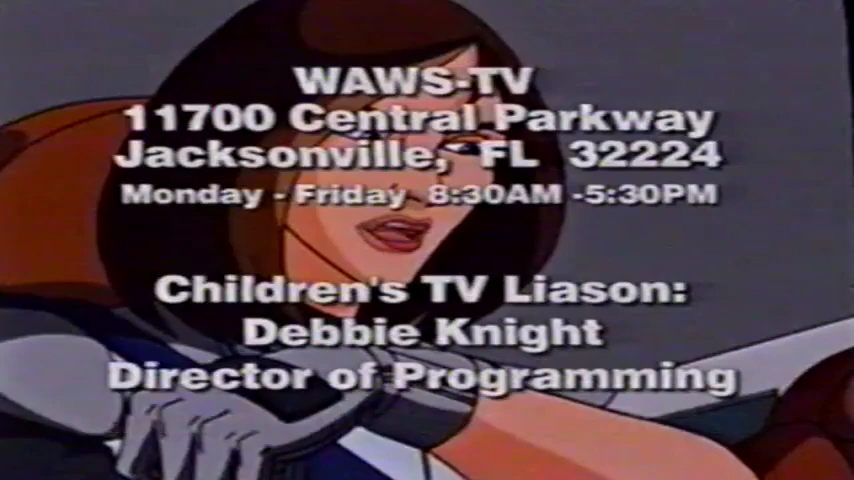 WAWS-TV
11700 Central Parkway
Jacksonville, FL 32224
Monday - Friday 8:30AM -5:30PM
Children's TV Liason:
Debbie Knight
Director of Programming